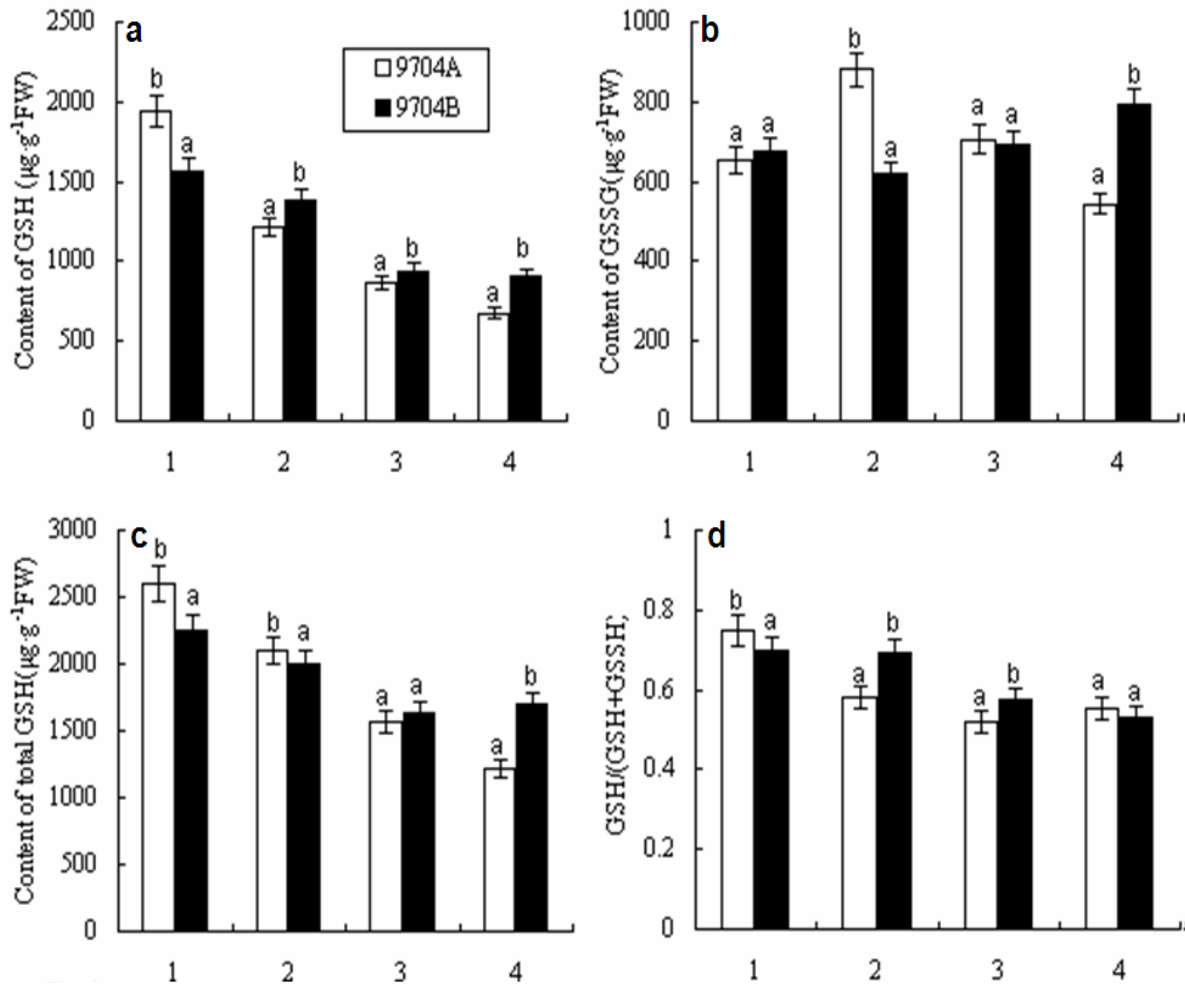 a
Content of GSH (μg·g⁻¹FW)
2500
2000
1500
1000
500
0
9704A
9704B
b
a
a
b
a
b
a
b
1
2
3
4
b
Content of GSSG(μg·g⁻¹FW)
1000
800
600
400
200
0
a
a
b
a
a
a
a
b
1
2
3
4
c
Content of total GSH(μg·g⁻¹FW)
3000
2500
2000
1500
1000
500
0
b
a
b
a
a
a
a
b
1
2
3
4
d
GSH/(GSH+GSSH)
1
0.8
0.6
0.4
0.2
0
b
a
a
b
a
b
a
a
1
2
3
4